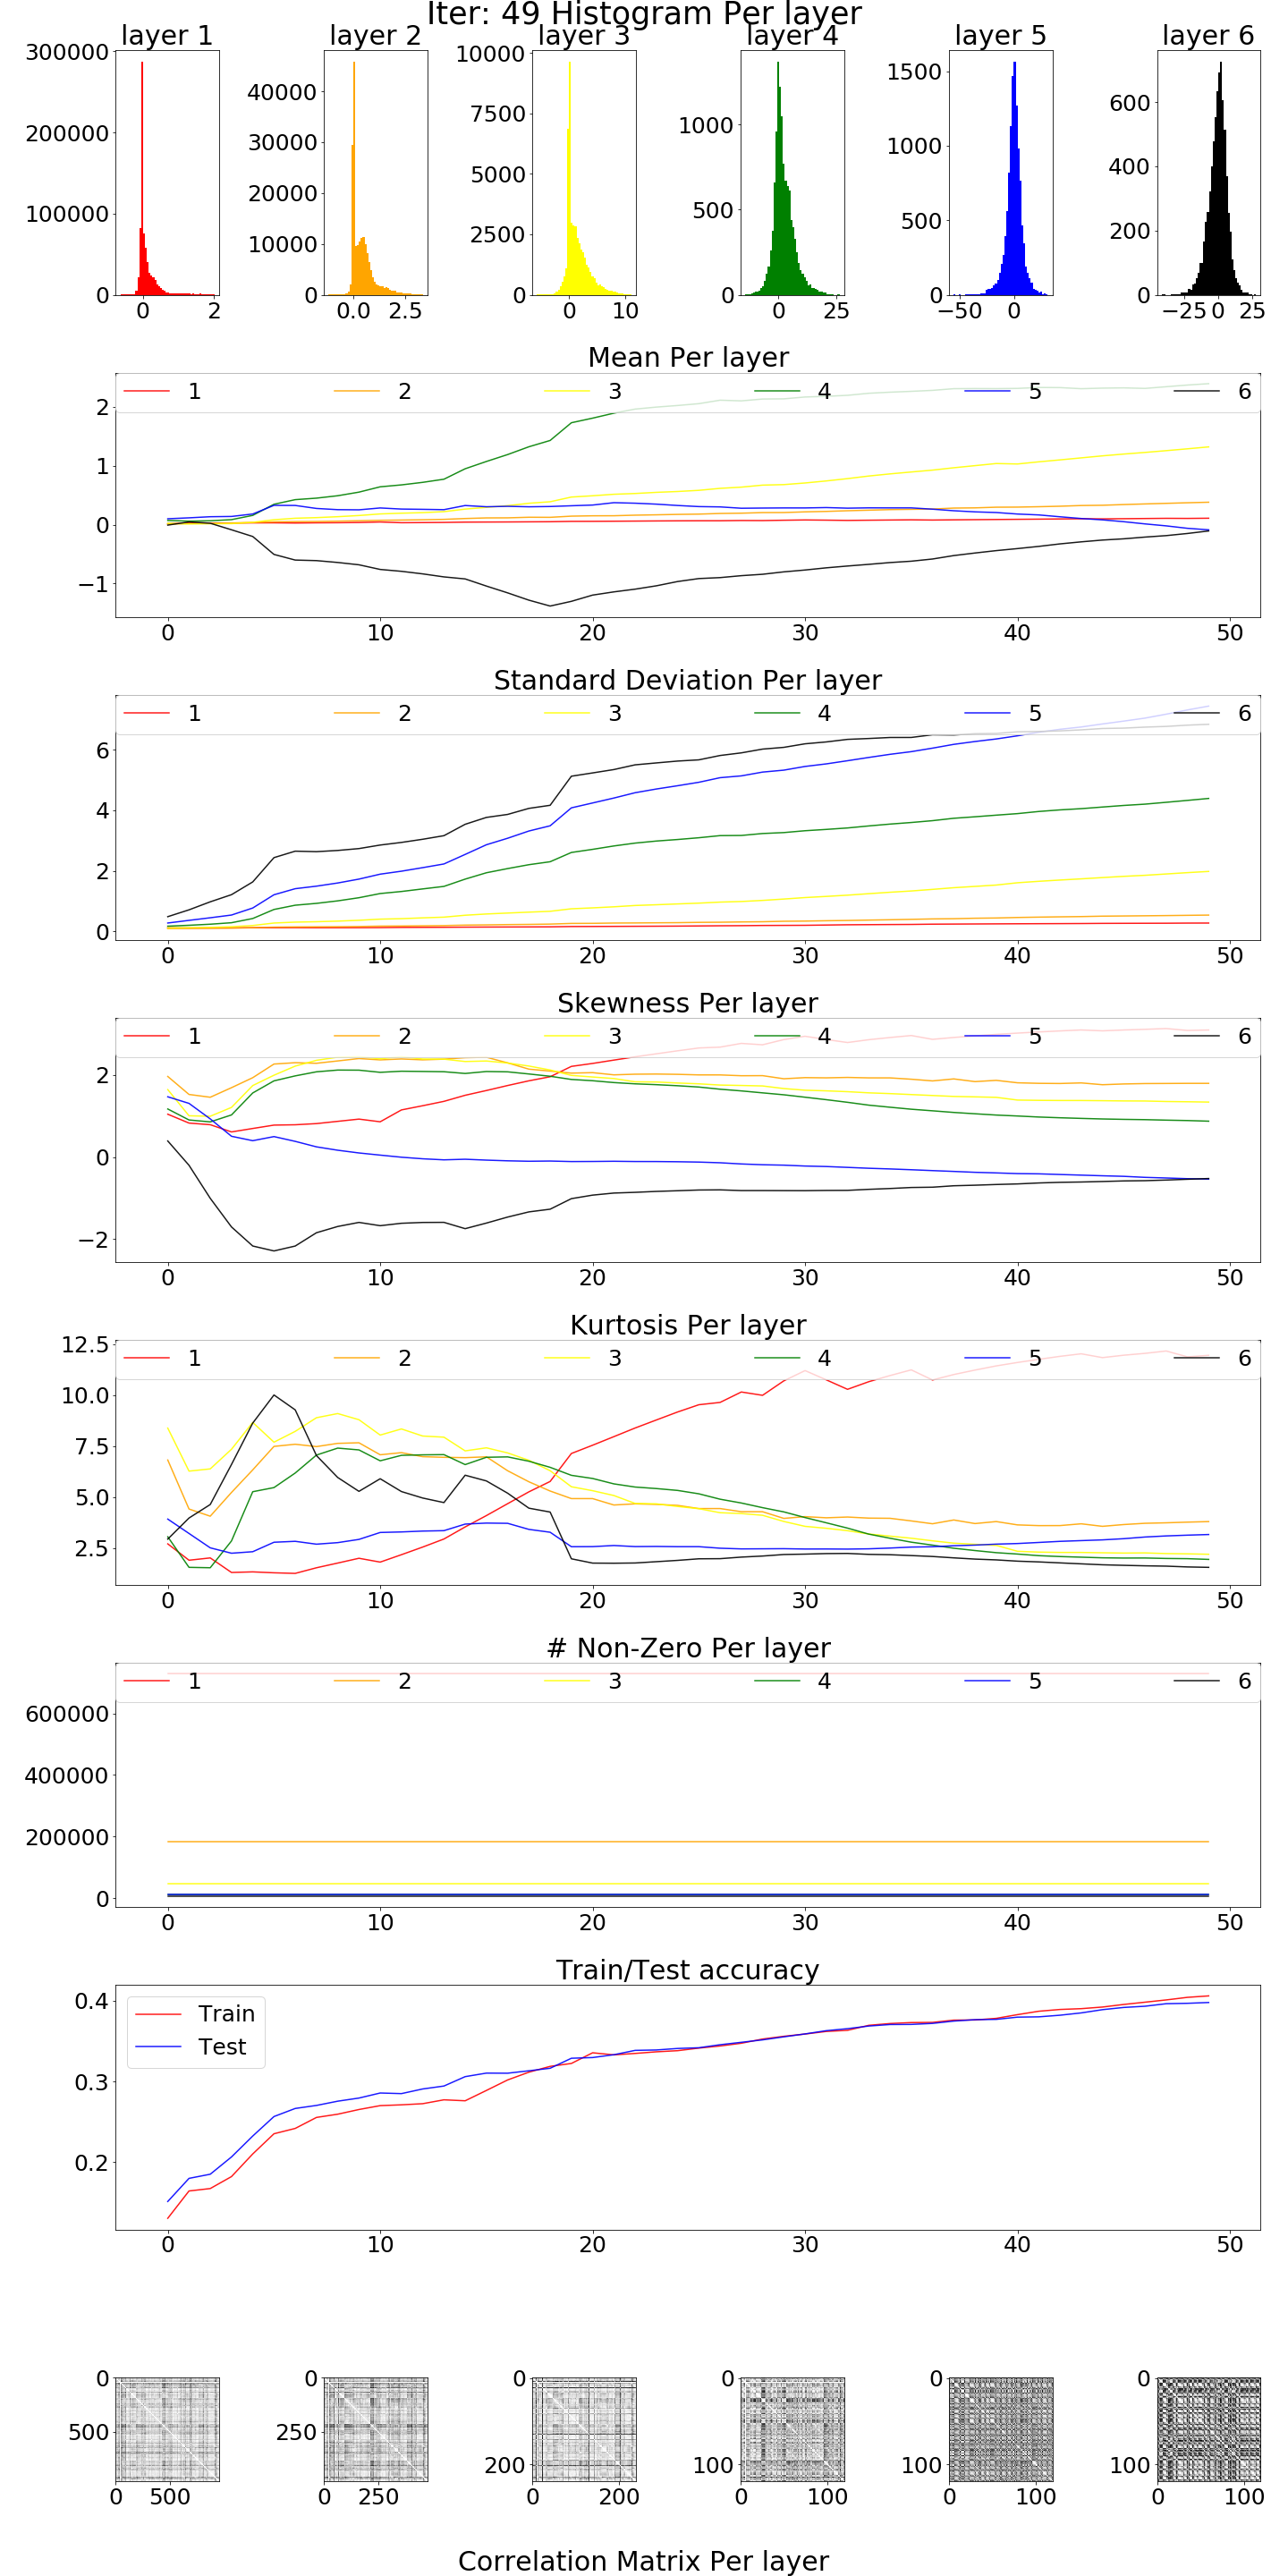 Iter: 49 Histogram Per layer
layer 1 layer 2 layer 3 layer 4 layer 5 layer 6
300000 200000 100000 0
0 2
40000 30000 20000 10000 0
0.0 2.5
10000 7500 5000 2500 0
0 10
1000 500 0
0 25
1500 1000 500 0
−50 0
600 400 200 0
−25 0 25
Mean Per layer
1 2 3 4 5 6
2
1
0
−1
0 10 20 30 40 50
Standard Deviation Per layer
1 2 3 4 5 6
6
4
2
0
0 10 20 30 40 50
Skewness Per layer
1 2 3 4 5 6
2
0
−2
0 10 20 30 40 50
Kurtosis Per layer
12.5
1 2 3 4 5 6
10.0
7.5
5.0
2.5
0 10 20 30 40 50
# Non-Zero Per layer
1 2 3 4 5 6
600000
400000
200000
0
0 10 20 30 40 50
Train/Test accuracy
0.4
Train
Test
0.3
0.2
0 10 20 30 40 50
0 500
0 500
0 250
0 250
0 200
0 200
0 100
0 100
0 100
0 100
0 100
0 100
Correlation Matrix Per layer